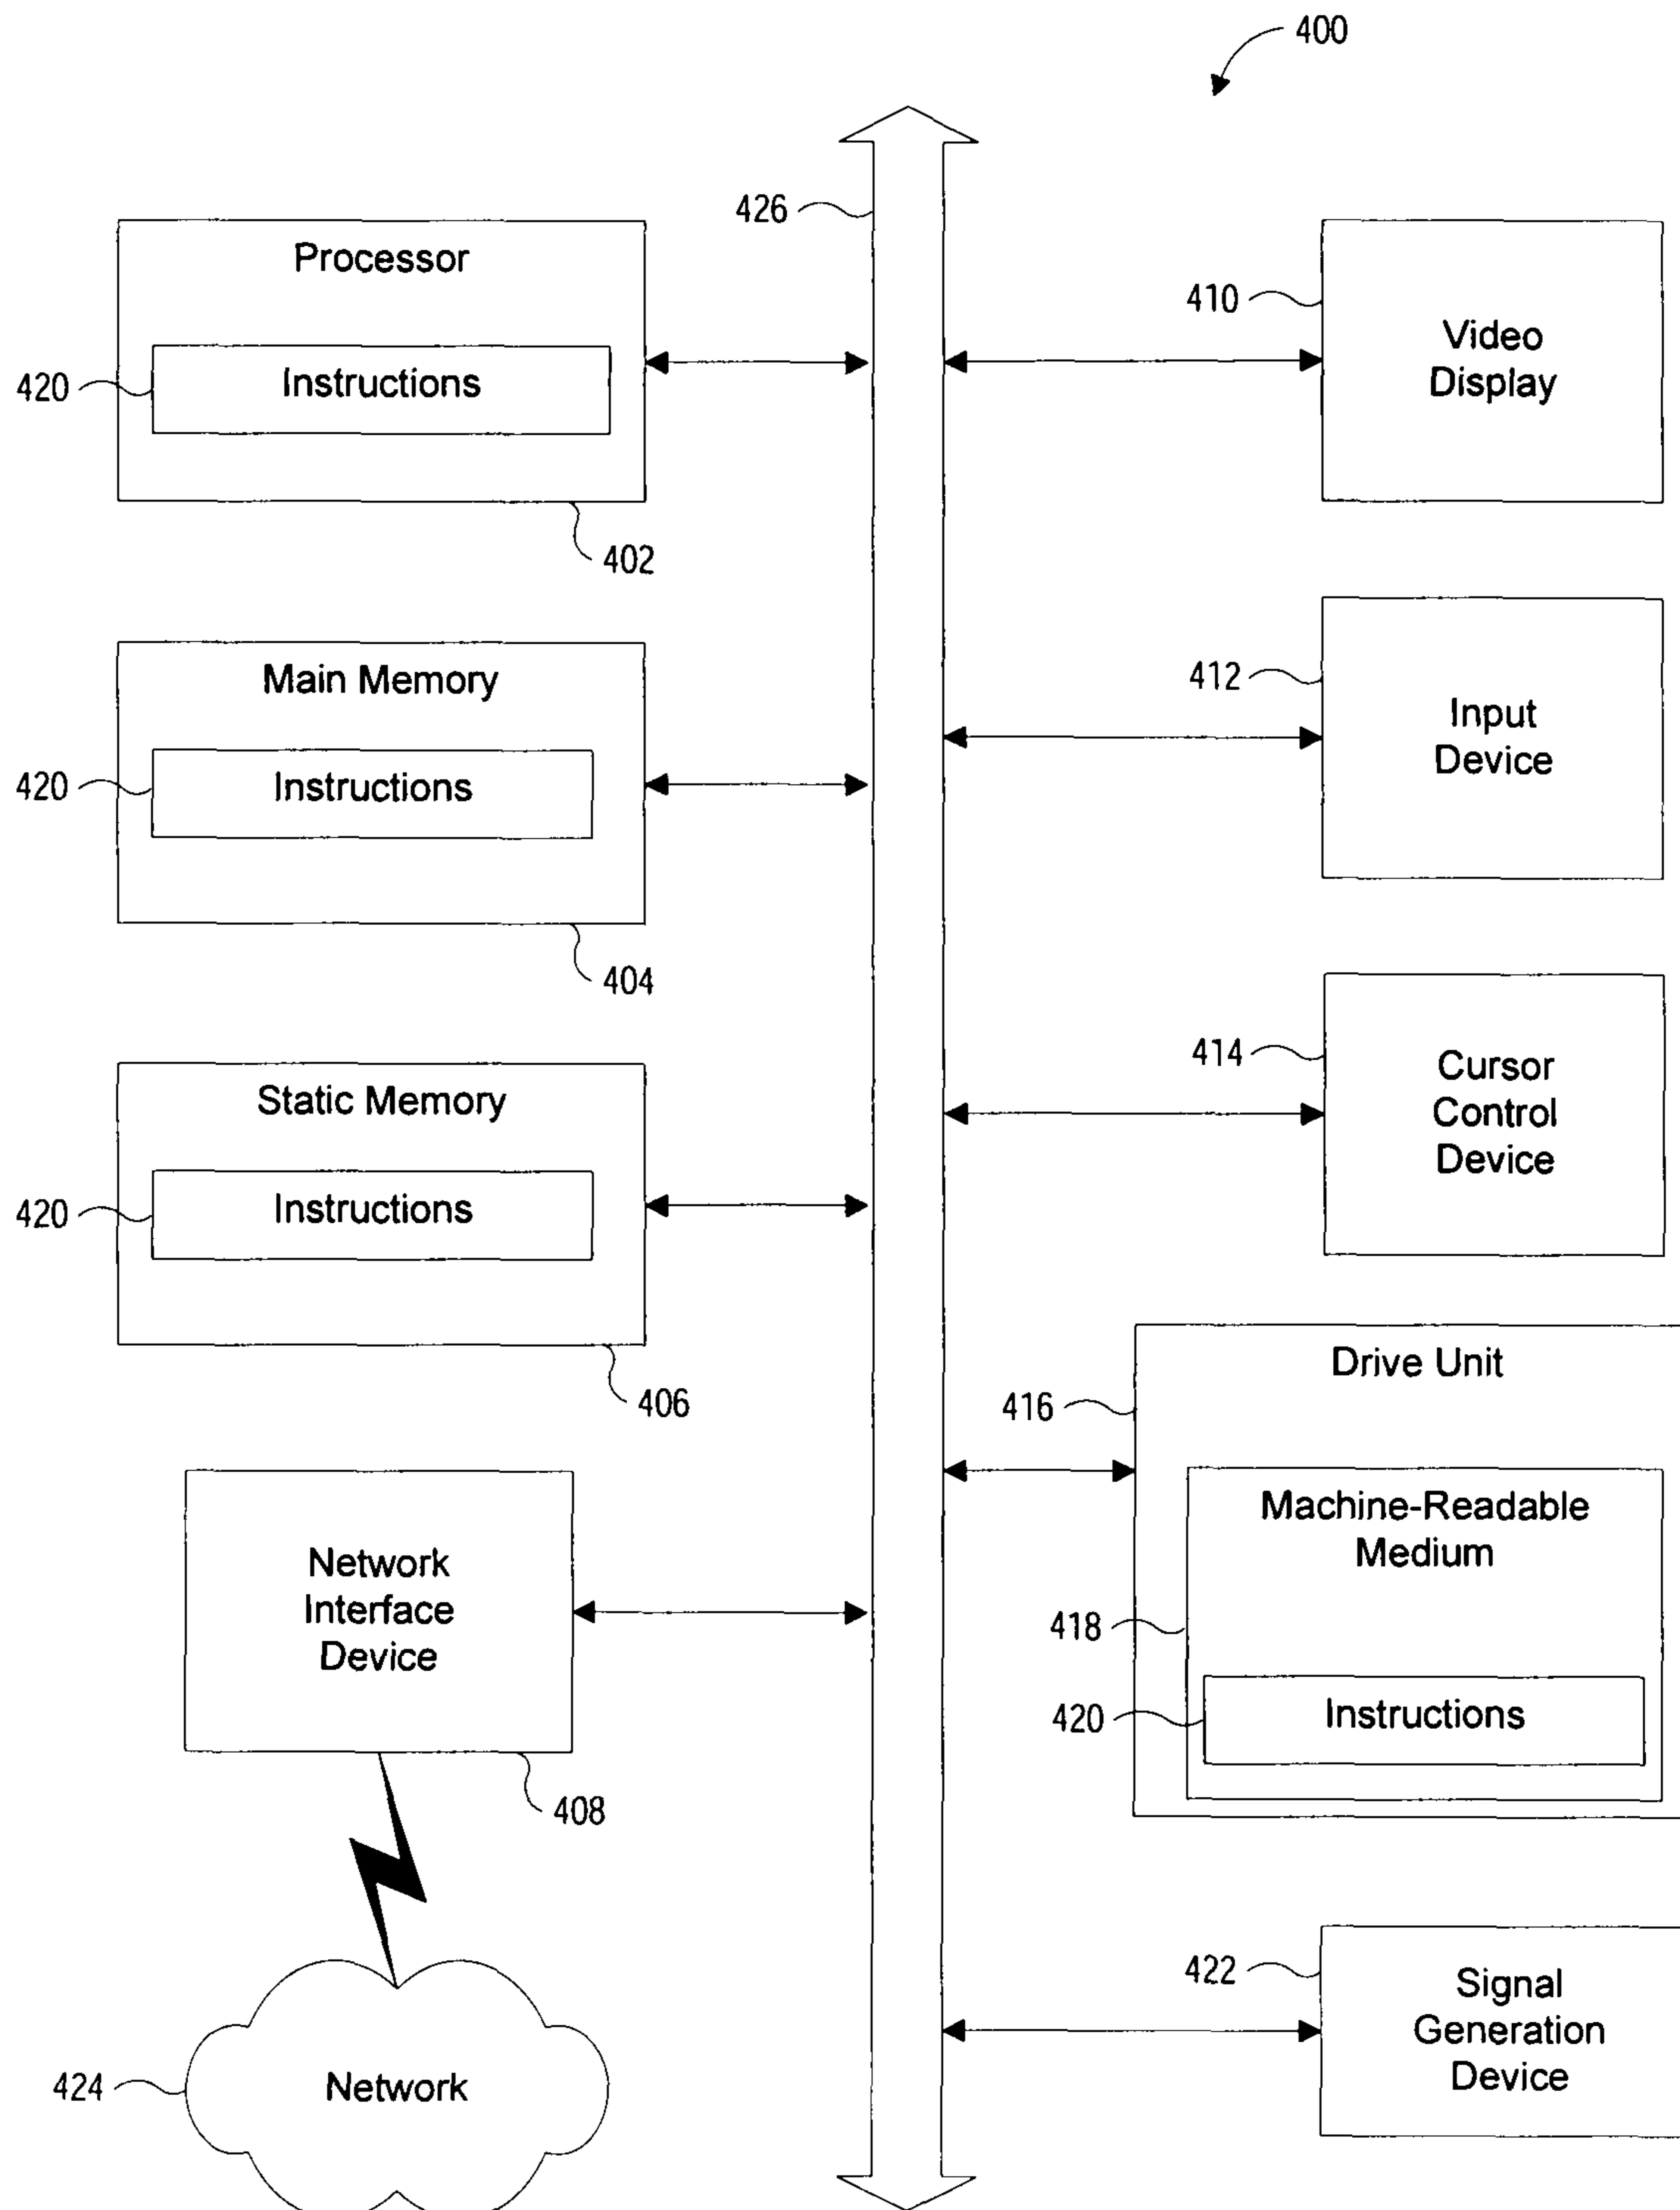 400
426
Processor
420
Instructions
402
410
Video
Display
Main Memory
420
Instructions
404
412
Input
Device
Static Memory
420
Instructions
406
414
Cursor
Control
Device
Drive Unit
416
Machine-Readable
Medium
418
420
Instructions
Network
Interface
Device
408
424
Network
422
Signal
Generation
Device